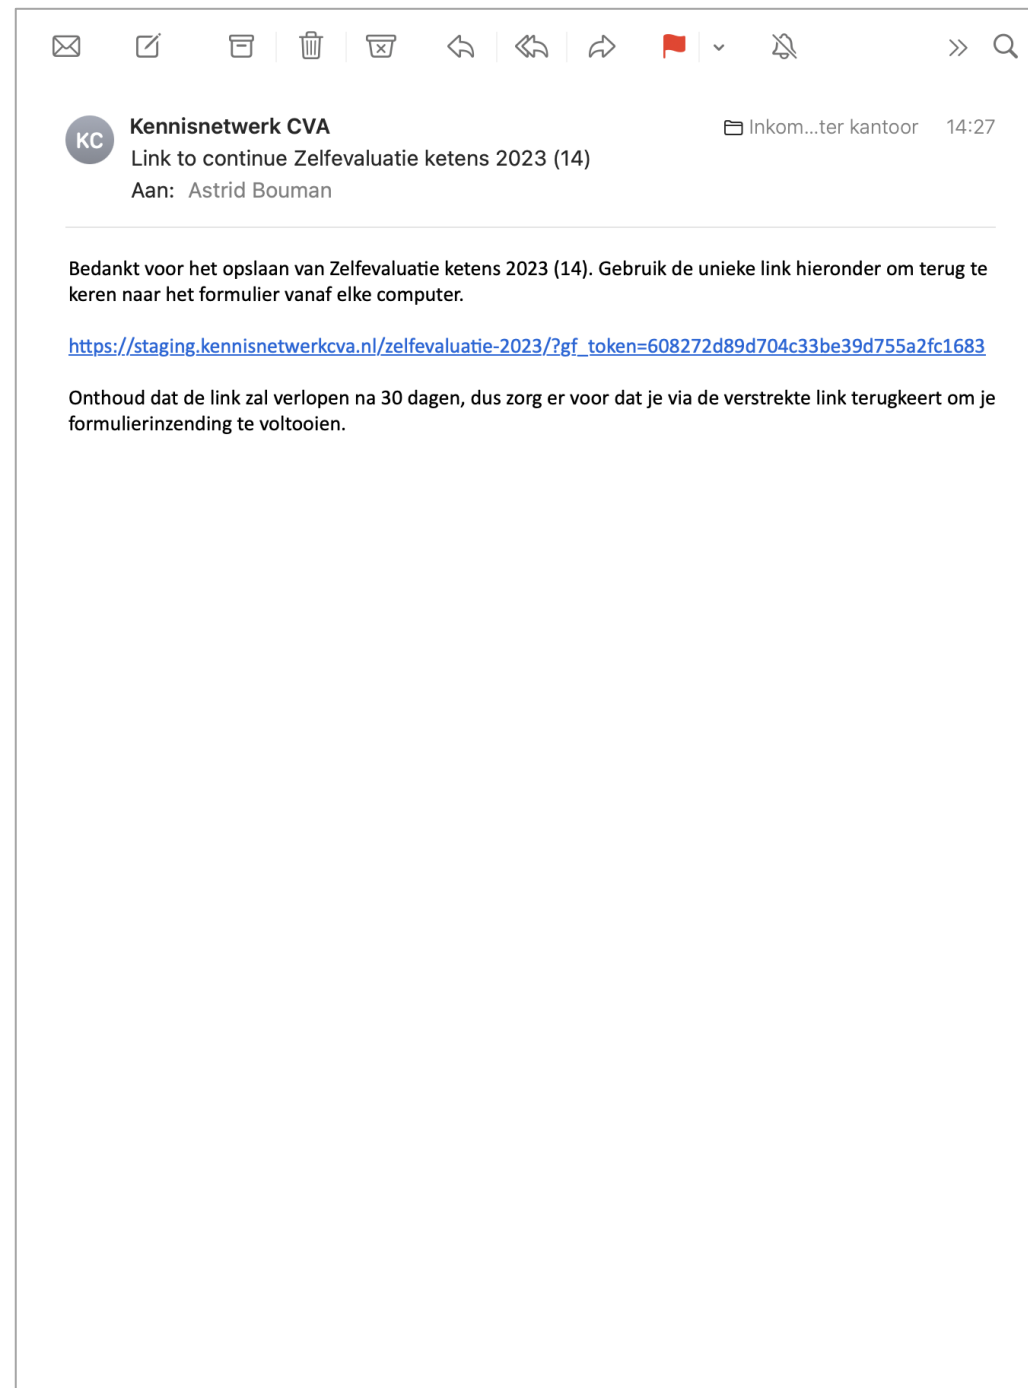 KC
Kennisnetwerk CVA
Inkom...ter kantoor 14:27
Link to continue Zelfevaluatie ketens 2023 (14)
Aan: Astrid Bouman
Bedankt voor het opslaan van Zelfevaluatie ketens 2023 (14). Gebruik de unieke link hieronder om terug te
keren naar het formulier vanaf elke computer.
https://staging.kennisnetwerkcva.nl/zelfevaluatie-2023/?gf_token=608272d89d704c33be39d755a2fc1683
Onthoud dat de link zal verlopen na 30 dagen, dus zorg er voor dat je via de verstrekte link terugkeert om je
formulierinzending te voltooien.